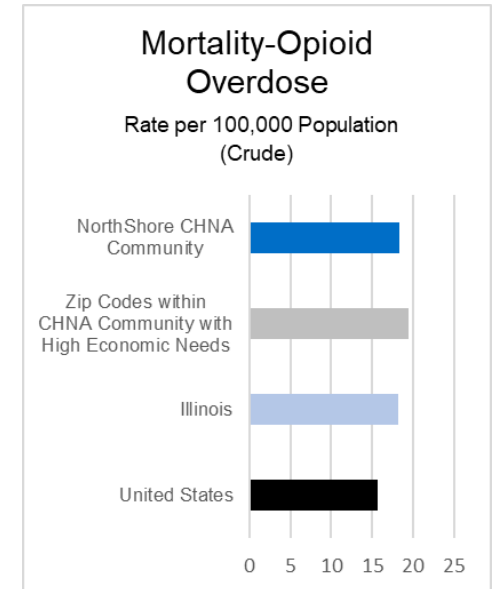 Mortality-Opioid
Overdose
Rate per 100,000 Population
(Crude)
NorthShore CHNA
Community
Zip Codes within
CHNA Community with
High Economic Needs
Illinois
United States
0 5 10 15 20 25